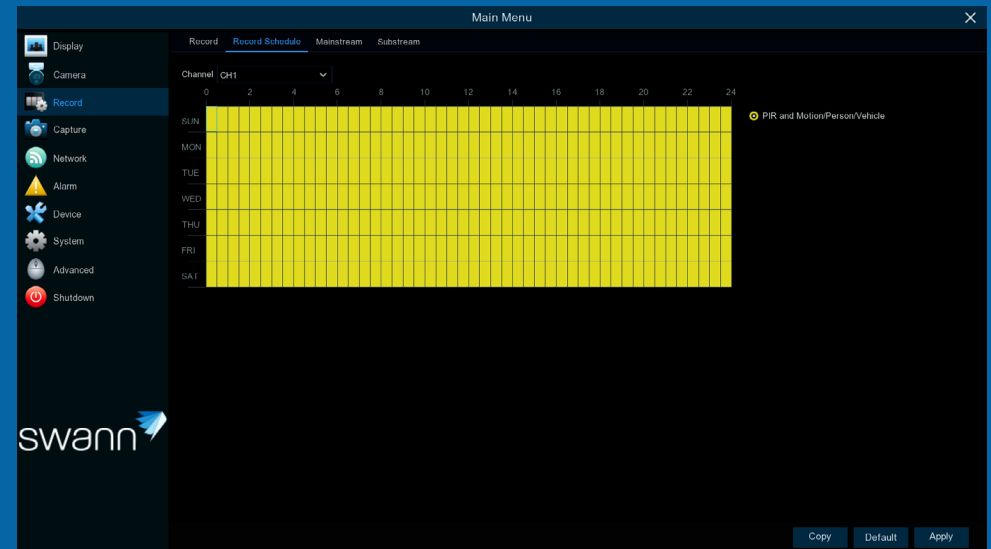 Main Menu
Display
Camera
Record
Capture
Network
Alarm
Device
System
Advanced
Shutdown
swann
Record Record Schedule Mainstream Substream
Channel CH1
0 2 4 6 8 10 12 14 16 18 20 22 24
SUN
MON
TUE
WED
THU
FRI
SAT
PIR and Motion/Person/Vehicle
Copy Default Apply